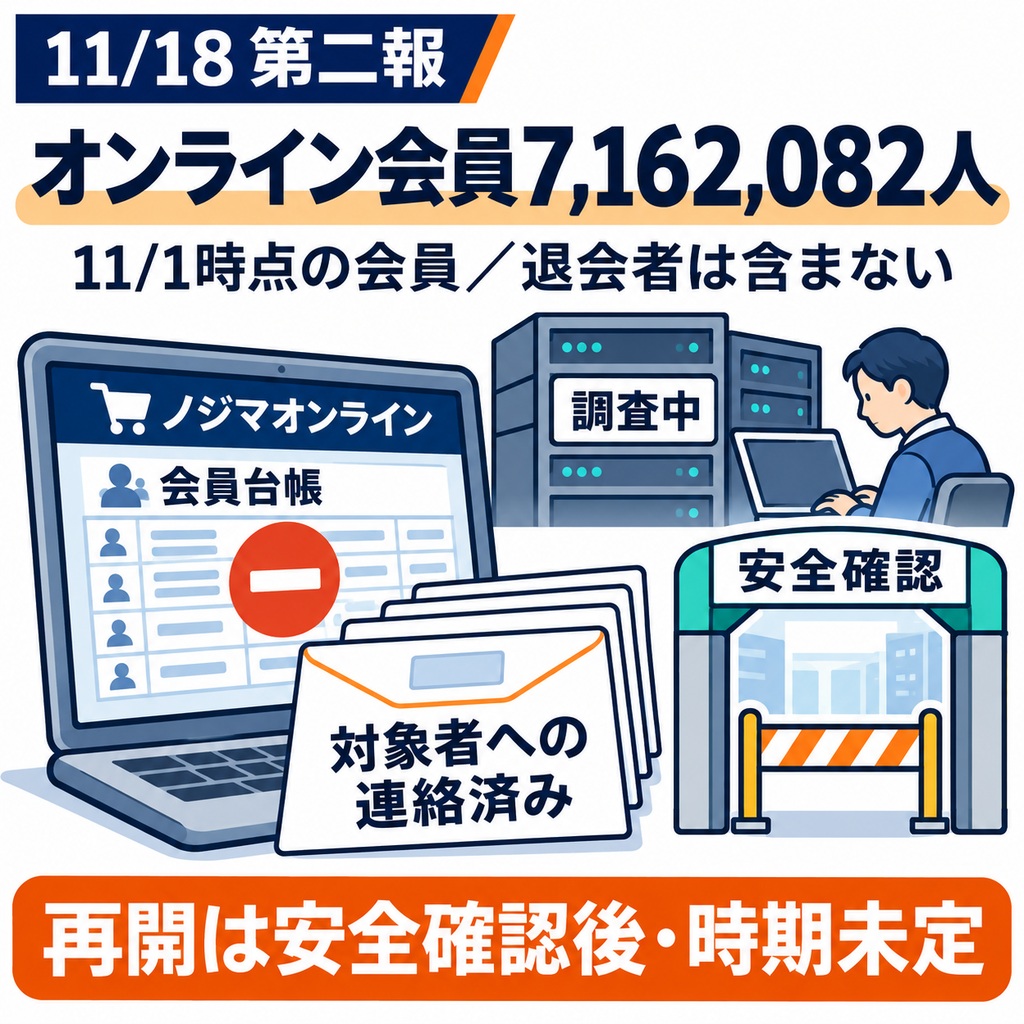 11/18 第二報
オンライン会員7,162,082人
11/1時点の会員／退会者は含まない
ノジマオンライン
会員台帳
調査中
安全確認
対象者への
連絡済み
再開は安全確認後・時期未定